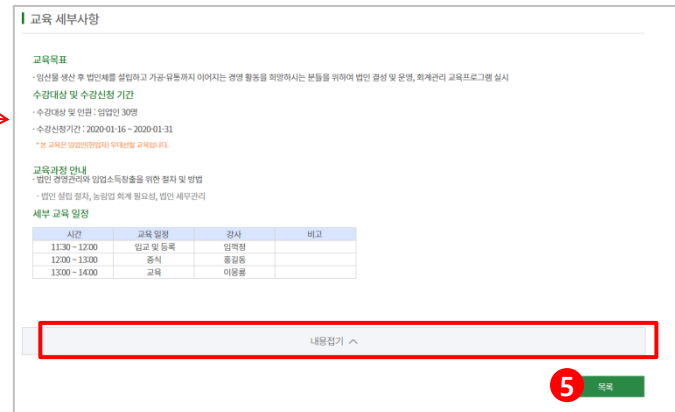 교육 세부사항
교육목표
- 임산물 생산 후 법인체를 설립하고 가공·유통까지 이어지는 경영 활동을 희망하시는 분들을 위하여 법인 결성 및 운영, 회계관리 교육프로그램 실시
수강대상 및 수강신청 기간
- 수강대상 및 인원 : 임업인 30명
- 수강신청기간 : 2020-01-16 ~ 2020-01-31
* 본 교육은 임업인(현업자) 우대선발 교육입니다.
교육과정 안내
- 법인 경영관리와 임업소득창출을 위한 절차 및 방법
- 법인 설립 절차, 농림업 회계 필요성, 법인 세무관리
세부 교육 일정
시간 교육 일정 강사 비고
11:30 ~ 12:00 입교 및 등록 임꺽정
12:00 ~ 13:00 중식 홍길동
13:00 ~ 14:00 교육 이몽룡
내용접기 ^
5 목록